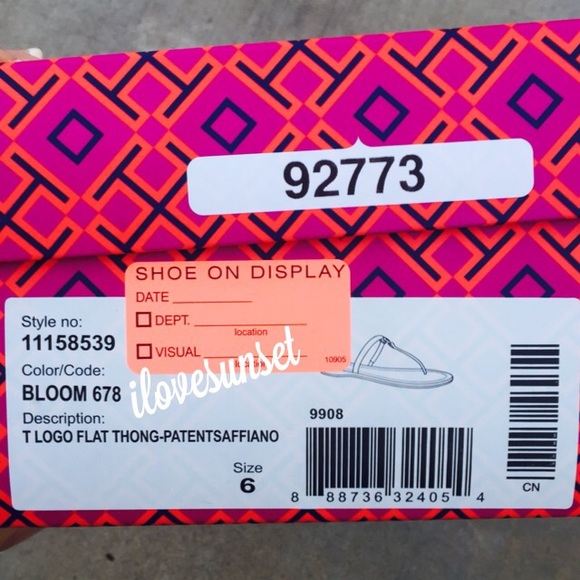 92773
SHOE ON DISPLAY
DATE
DEPT.
location
VISUAL
10905
Style no:
11158539
Color/Code:
BLOOM 678
Description:
T LOGO FLAT THONG-PATENTSAFFIANO
Size
6
9908
8 88736 32405 4
CN
ilovesunset